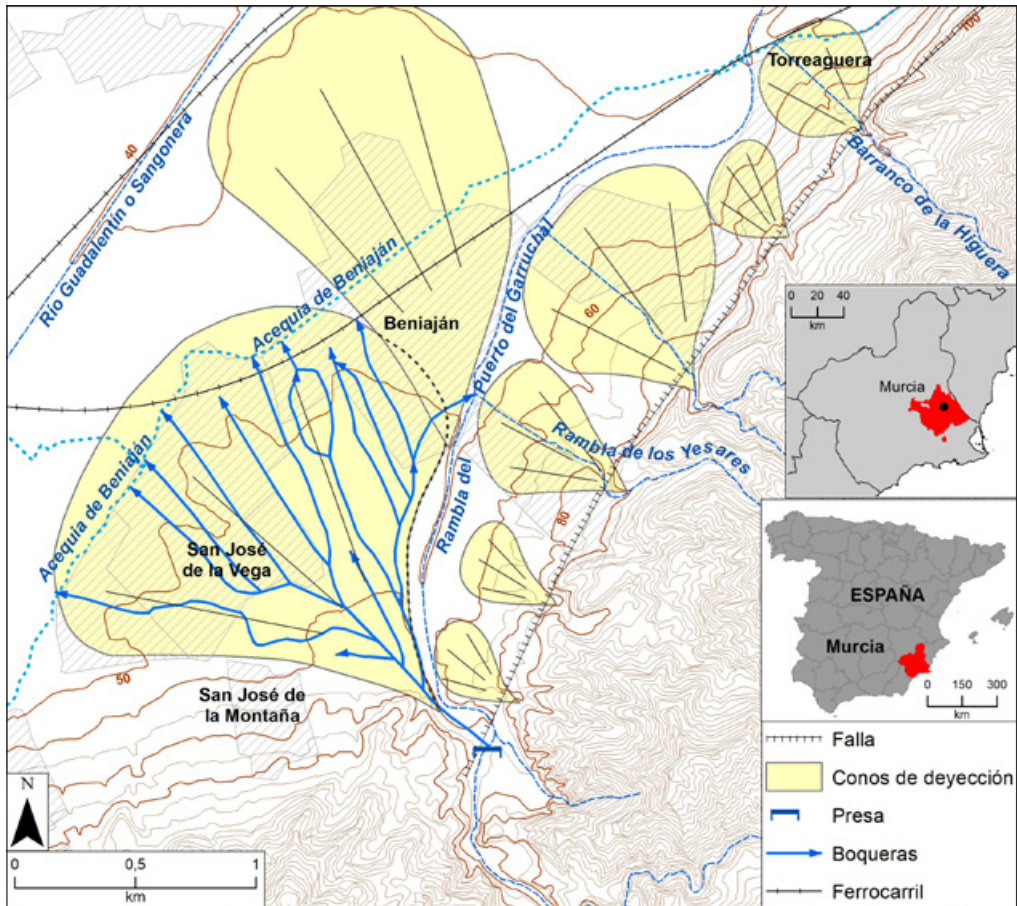 100
Torreaguera
40
Río Guadalentín o Sangonera
Barranco de la Higuera
Acequia de Beniaján
Puerto del Garruchal
60
Beniaján
0 20 40
km
Murcia
Rambla de los Yesares
Rambla del
Acequia de Beniaján
80
San José
de la Vega
ESPAÑA
Murcia
0 150 300
km
50
San José de
la Montaña
Falla
Conos de deyección
Presa
Boqueras
Ferrocarril
N
0 0,5 1
km